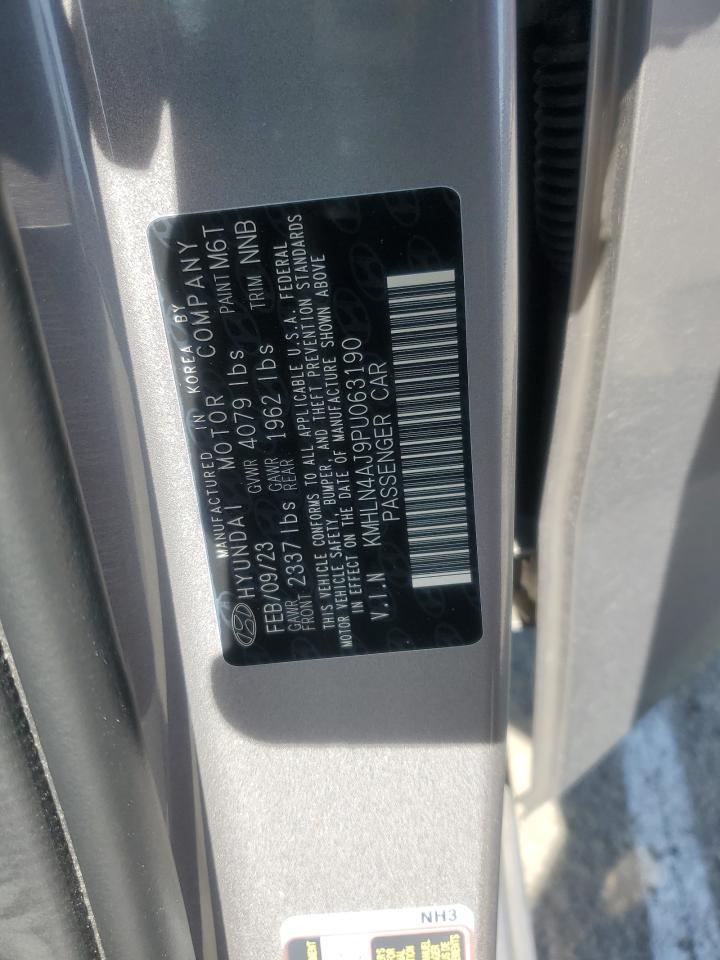 MANUFACTURED IN KOREA BY
HYUNDAI MOTOR COMPANY
FEB/09/23 GVWR 4079 lbs PAINT M6T
GAWR FRONT 2337 lbs GAWR REAR 1962 lbs TRIM NNB
THIS VEHICLE CONFORMS TO ALL APPLICABLE U.S.A. FEDERAL
MOTOR VEHICLE SAFETY, BUMPER, AND THEFT PREVENTION STANDARDS
IN EFFECT ON THE DATE OF MANUFACTURE SHOWN ABOVE
V.I.N KMHLN4AJ9PU063190
PASSENGER CAR
NH3